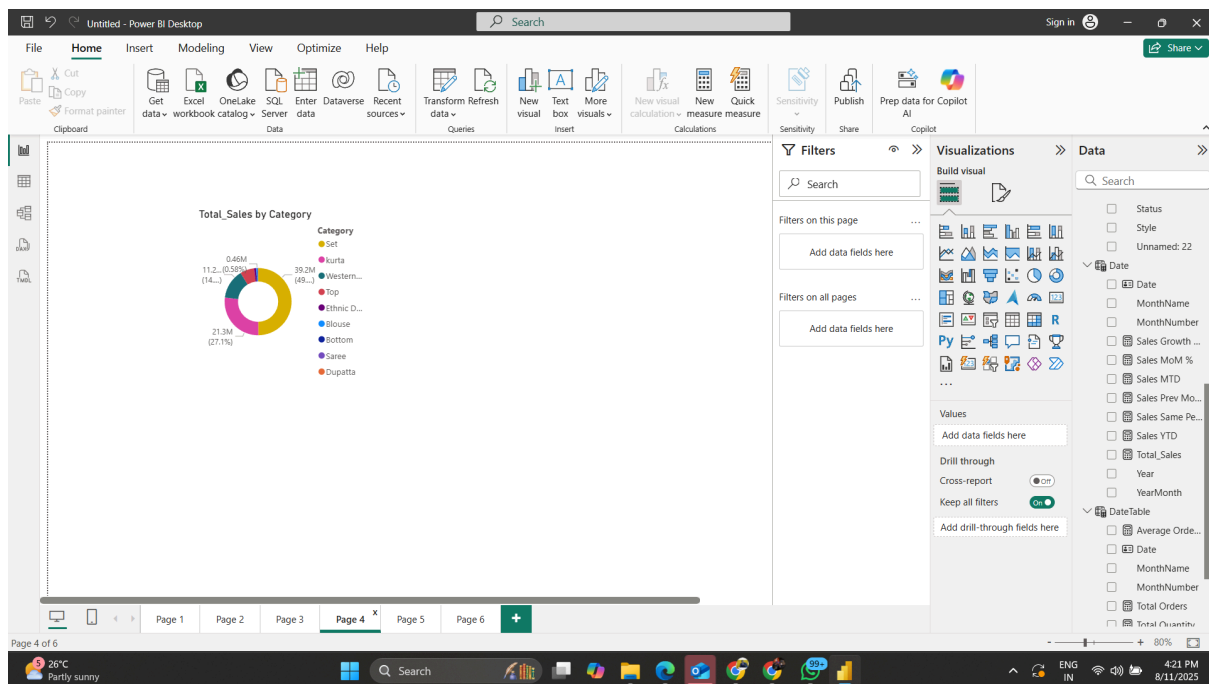 Untitled - Power BI Desktop
Search
Sign in
File Home Insert Modeling View Optimize Help
Share
Paste
Cut
Copy
Format painter
Clipboard
Get data
Excel workbook
OneLake catalog
SQL Server
Enter data
Dataverse
Recent sources
Data
Transform data
Refresh
Queries
New visual
Text box
More visuals
Insert
New visual calculation
New measure
Quick measure
Calculations
Sensitivity
Sensitivity
Publish
Share
Prep data for AI
Copilot
Copilot
Total_Sales by Category
0.46M
(0.58%)
11.2...
(14....)
39.2M
(49....)
21.3M
(27.1%)
Category
Set
kurta
Western...
Top
Ethnic D...
Blouse
Bottom
Saree
Dupatta
Filters
Search
Filters on this page ...
Add data fields here
Filters on all pages ...
Add data fields here
Visualizations
Build visual
R
Py
123
...
Values
Add data fields here
Drill through
Cross-report Off
Keep all filters On
Add drill-through fields here
Data
Search
Status
Style
Unnamed: 22
Date
Date
MonthName
MonthNumber
Sales Growth ...
Sales MoM %
Sales MTD
Sales Prev Mo...
Sales Same Pe...
Sales YTD
Total_Sales
Year
YearMonth
DateTable
Average Orde...
Date
MonthName
MonthNumber
Total Orders
Total Quantity
DAX
TMDL
Page 1 Page 2 Page 3 Page 4 x Page 5 Page 6 +
Page 4 of 6
- + 80%
5
26°C
Partly sunny
Search
99+
ENG
IN
4:21 PM
8/11/2025